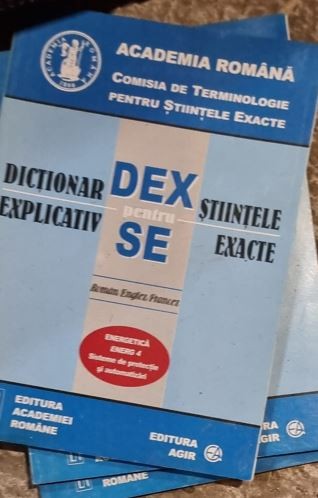 ACADEMIA ROMÂNĂ
COMISIA DE TERMINOLOGIE
PENTRU ȘTIINȚELE EXACTE
DICȚIONAR
EXPLICATIV
DEX
pentru
SE
ȘTIINȚELE
EXACTE
Român/Englez/Francez
ENERGETICĂ
ENERG 4
Sisteme de protecție
și automatizări
EDITURA
ACADEMIEI
ROMÂNE
EDITURA
AGIR